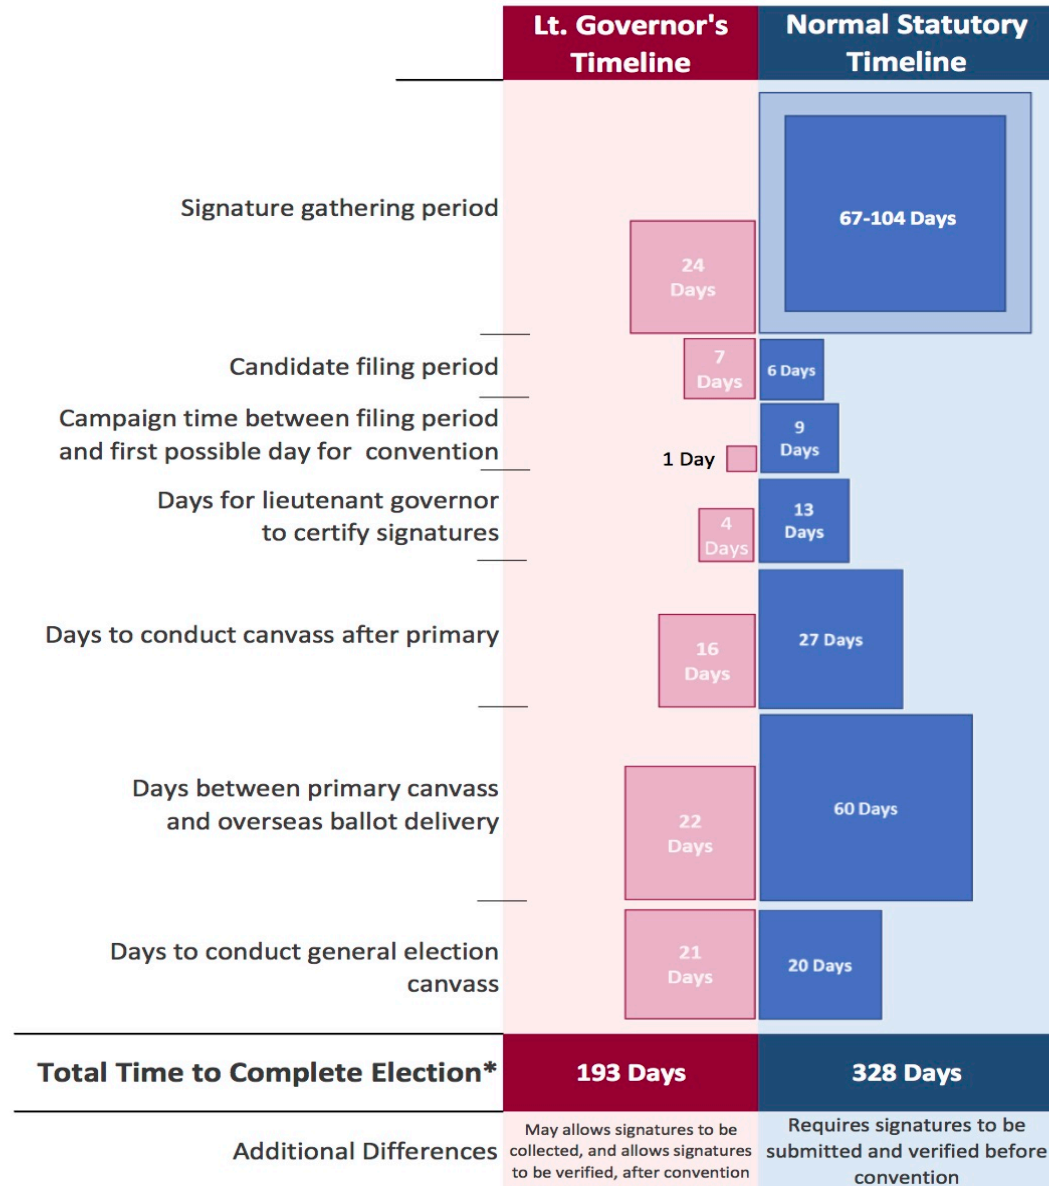 Lt. Governor's
Timeline
Normal Statutory
Timeline
Signature gathering period
24
Days
67-104 Days
Candidate filing period
7
Days
6 Days
Campaign time between filing period
and first possible day for convention
1 Day
9
Days
Days for lieutenant governor
to certify signatures
4
Days
13
Days
Days to conduct canvass after primary
16
Days
27 Days
Days between primary canvass
and overseas ballot delivery
22
Days
60 Days
Days to conduct general election
canvass
21
Days
20 Days
Total Time to Complete Election*
193 Days
328 Days
Additional Differences
May allows signatures to be
collected, and allows signatures
to be verified, after convention
Requires signatures to be
submitted and verified before
convention